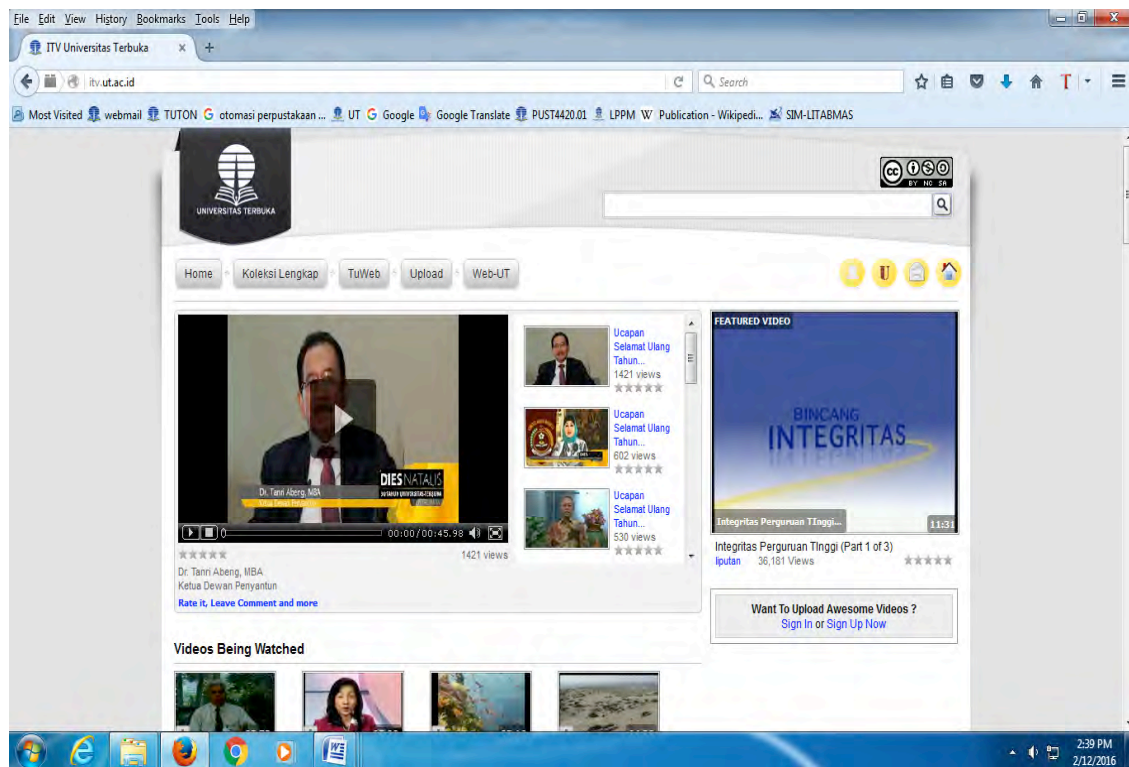 File Edit View History Bookmarks Tools Help
ITV Universitas Terbuka
itv.ut.ac.id
Search
Most Visited webmail TUTON otomasi perpustakaan ... UT Google Google Translate PUST4420.01 LPPM Publication - Wikipedi... SIM-LITABMAS
UNIVERSITAS TERBUKA
cc
BY NC SA
Home Koleksi Lengkap TuWeb Upload Web-UT
Dr. Tanri Abeng, MBA
DIES NATALIS
00:00/00:45.98
1421 views
Dr. Tanri Abeng, MBA
Ketua Dewan Penyantun
Rate it, Leave Comment and more
Ucapan
Selamat Ulang
Tahun...
1421 views
Ucapan
Selamat Ulang
Tahun...
602 views
Ucapan
Selamat Ulang
Tahun...
530 views
FEATURED VIDEO
BINCANG
INTEGRITAS
Integritas Perguruan TInggi...
11:31
Integritas Perguruan TInggi (Part 1 of 3)
liputan 36,181 Views
Want To Upload Awesome Videos ?
Sign In or Sign Up Now
Videos Being Watched
2:39 PM
2/12/2016